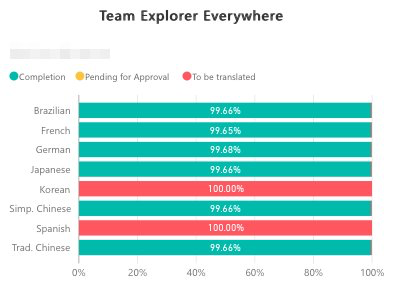 Team Explorer Everywhere
Completion Pending for Approval To be translated
Brazilian 99.66%
French 99.65%
German 99.68%
Japanese 99.66%
Korean 100.00%
Simp. Chinese 99.66%
Spanish 100.00%
Trad. Chinese 99.66%
0% 20% 40% 60% 80% 100%